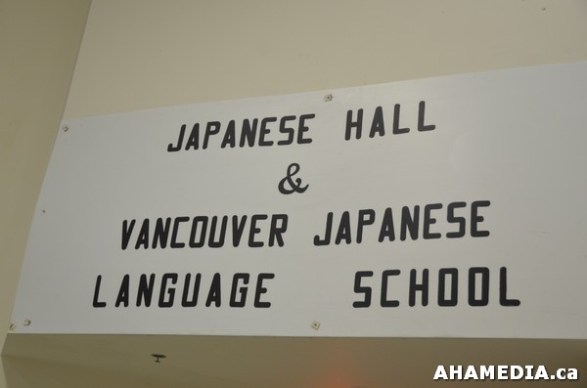 JAPANESE HALL
&
VANCOUVER JAPANESE
LANGUAGE SCHOOL
AHAMEDIA.ca